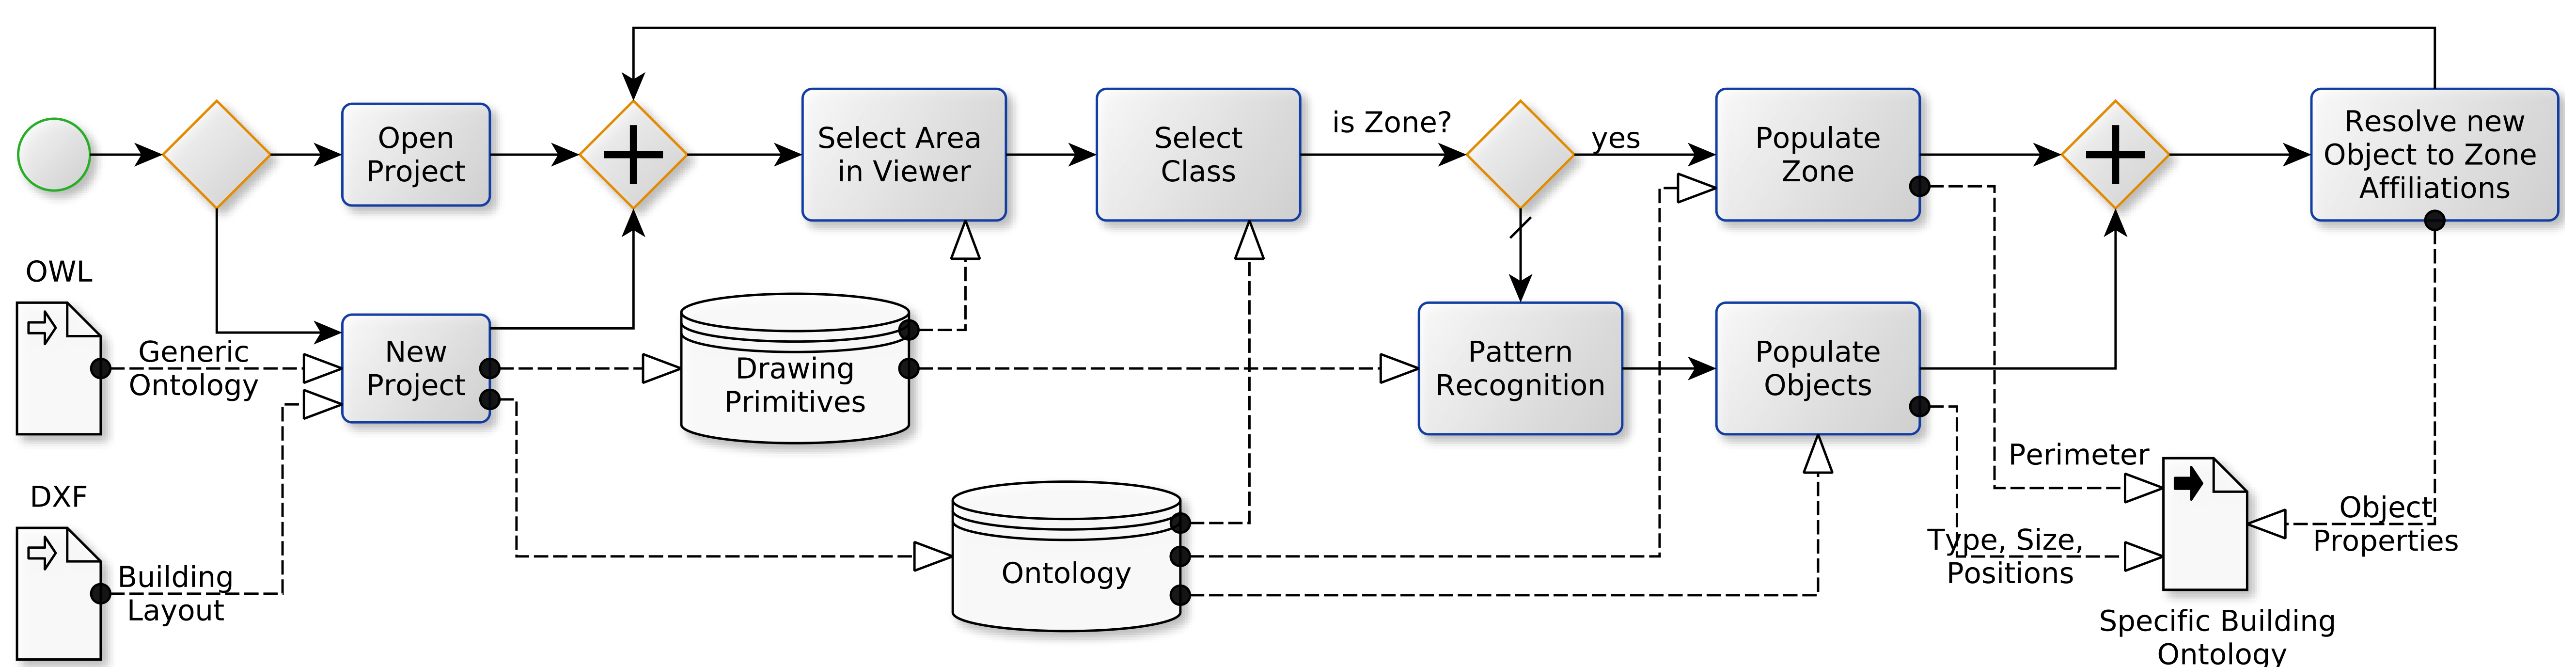 Open
Project
Select Area
in Viewer
Select
Class
is Zone?
yes
Populate
Zone
Resolve new
Object to Zone
Affiliations
OWL
Generic
Ontology
New
Project
Drawing
Primitives
Pattern
Recognition
Populate
Objects
DXF
Building
Layout
Ontology
Perimeter
Type, Size,
Positions
Object
Properties
Specific Building
Ontology